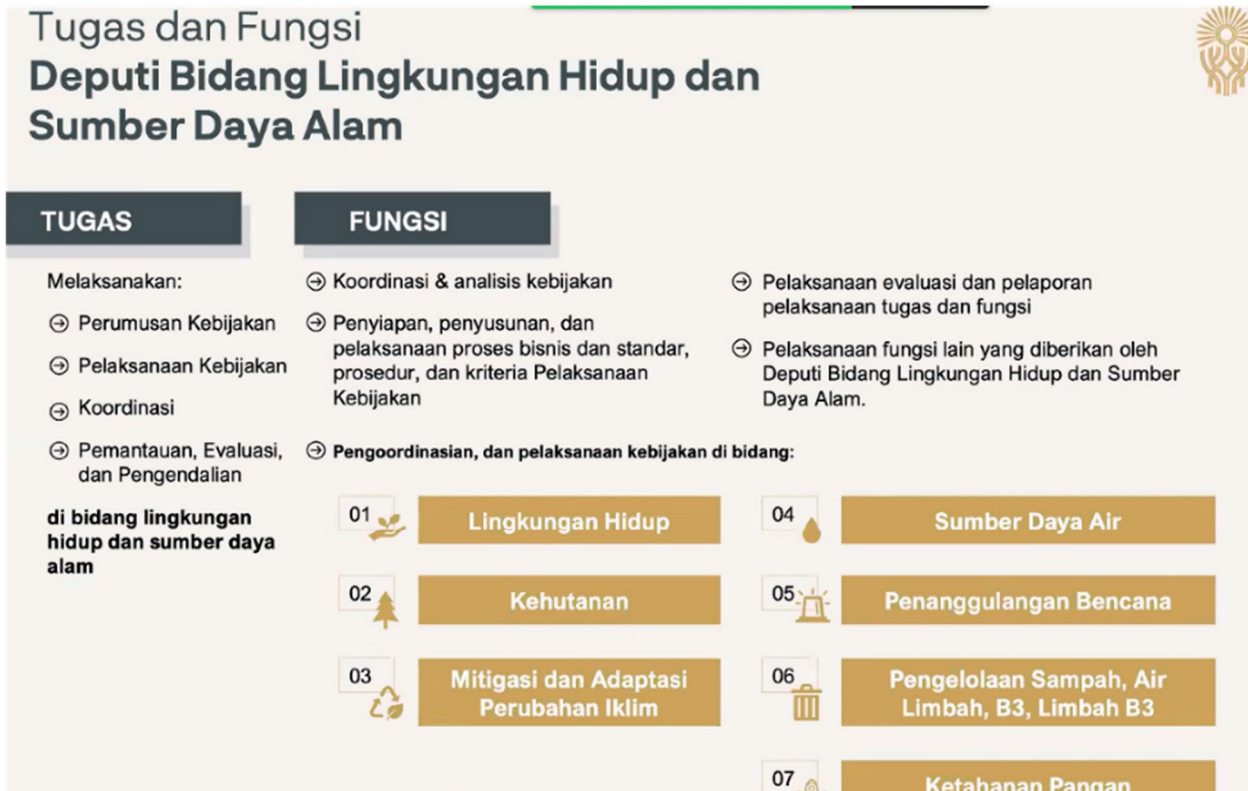 Tugas dan Fungsi
Deputi Bidang Lingkungan Hidup dan
Sumber Daya Alam
TUGAS
Melaksanakan:
Perumusan Kebijakan
Pelaksanaan Kebijakan
Koordinasi
Pemantauan, Evaluasi,
dan Pengendalian
di bidang lingkungan
hidup dan sumber daya
alam
FUNGSI
Koordinasi & analisis kebijakan
Penyiapan, penyusunan, dan
pelaksanaan proses bisnis dan standar,
prosedur, dan kriteria Pelaksanaan
Kebijakan
Pelaksanaan evaluasi dan pelaporan
pelaksanaan tugas dan fungsi
Pelaksanaan fungsi lain yang diberikan oleh
Deputi Bidang Lingkungan Hidup dan Sumber
Daya Alam.
Pengoordinasian, dan pelaksanaan kebijakan di bidang:
01 Lingkungan Hidup
02 Kehutanan
03 Mitigasi dan Adaptasi
Perubahan Iklim
04 Sumber Daya Air
05 Penanggulangan Bencana
06 Pengelolaan Sampah, Air
Limbah, B3, Limbah B3
07 Ketahanan Pangan